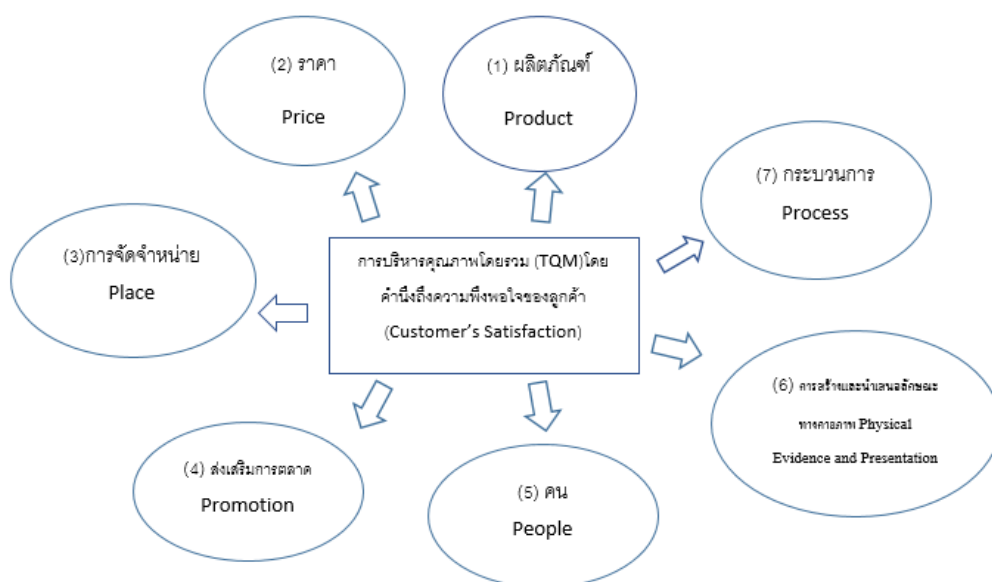 (2) ราคา
Price
(1) ผลิตภัณฑ์
Product
(7) กระบวนการ
Process
(3)การจัดจำหน่าย
Place
การบริหารคุณภาพโดยรวม (TQM)โดย
คำนึงถึงความพึงพอใจของลูกค้า
(Customer’s Satisfaction)
(6) การสร้างและนำเสนอลักษณะ
ทางกายภาพ Physical
Evidence and Presentation
(4) ส่งเสริมการตลาด
Promotion
(5) คน
People